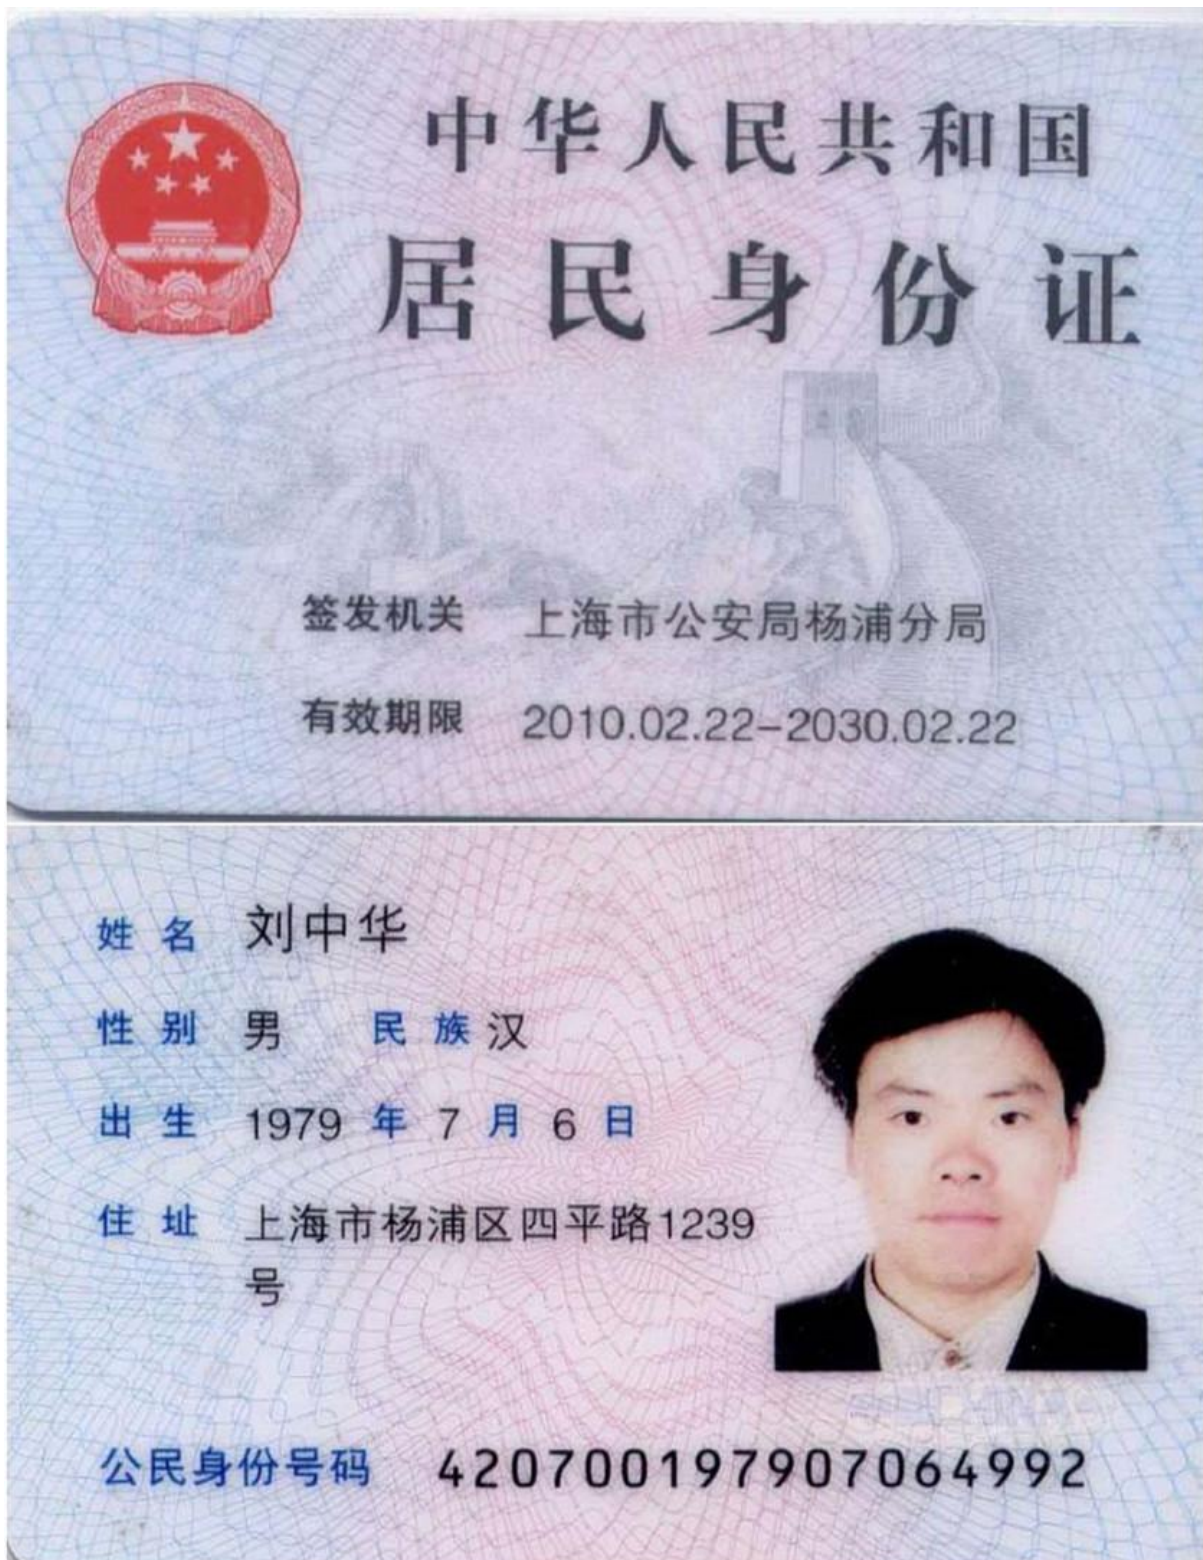 中华人民共和国
居民身份证
签发机关 上海市公安局杨浦分局
有效期限 2010.02.22-2030.02.22
姓名 刘中华
性别 男 民族 汉
出生 1979 年 7 月 6 日
住址 上海市杨浦区四平路1239
号
公民身份号码 420700197907064992